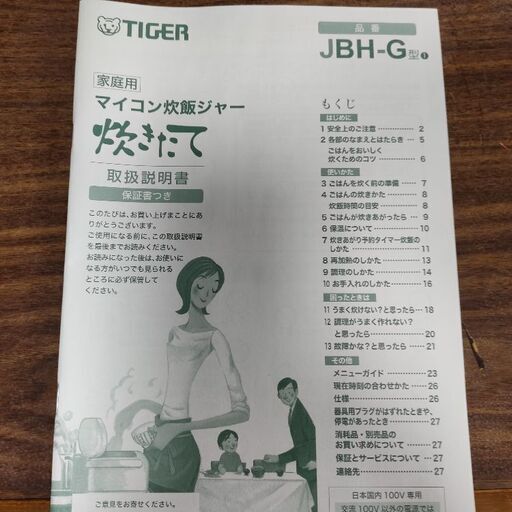 TIGER
品番
JBH-G型❶
家庭用
マイコン炊飯ジャー
炊きたて
取扱説明書
保証書つき
このたびは、お買い上げまことにあ
りがとうございます。
ご使用になる前に、この取扱説明書
を最後までお読みください。
お読みになった後は、お使いに
なる方がいつでも見られる
ところに必ず保管して
ください。
ご意見をお寄せください。
もくじ
はじめに
1 安全上のご注意 ………… 2
2 各部のなまえとはたらき … 5
ごはんをおいしく
炊くためのコツ ………… 6
使いかた
3 ごはんを炊く前の準備 …… 7
4 ごはんの炊きかた ………… 8
炊飯時間の目安 ………… 8
5 ごはんが炊きあがったら … 9
6 保温について ………… 10
7 炊きあがり予約タイマー炊飯の
しかた ………… 11
8 再加熱のしかた ………… 13
9 調理のしかた ………… 14
10 お手入れのしかた ………… 16
困ったときは
11 うまく炊けない?と思ったら…18
12 調理がうまく作れない?
と思ったら ………… 20
13 故障かな?と思ったら …… 21
その他
メニューガイド ………… 23
現在時刻の合わせかた …… 26
仕様 ………… 26
器具用プラグがはずれたときや、
停電があったとき ………… 27
消耗品・別売品の
お買い求めについて ……… 27
保証とサービスについて …… 27
連絡先 ………… 27
日本国内100V専用
交流100V以外の電源では